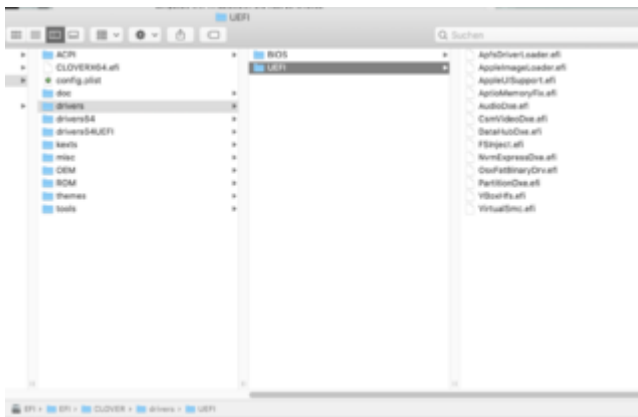 UEFI
Suchen
ACPI
CLOVERX64.efi
config.plist
doc
drivers
drivers64
drivers64UEFI
kexts
misc
OEM
ROM
themes
tools
BIOS
UEFI
ApfsDriverLoader.efi
AppleImageLoader.efi
AppleUISupport.efi
AptioMemoryFix.efi
AudioDxe.efi
CsmVideoDxe.efi
DataHubDxe.efi
FSInject.efi
NvmExpressDxe.efi
OsxFatBinaryDrv.efi
PartitionDxe.efi
VBoxHfs.efi
VirtualSmc.efi
EFI › EFI › CLOVER › drivers › UEFI